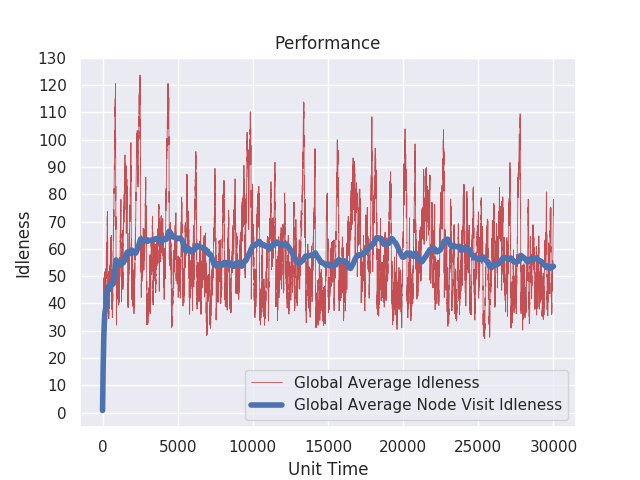 Performance
130
120
110
100
90
80
70
60
50
40
30
20
10
0
Idleness
Global Average Idleness
Global Average Node Visit Idleness
0 5000 10000 15000 20000 25000 30000
Unit Time